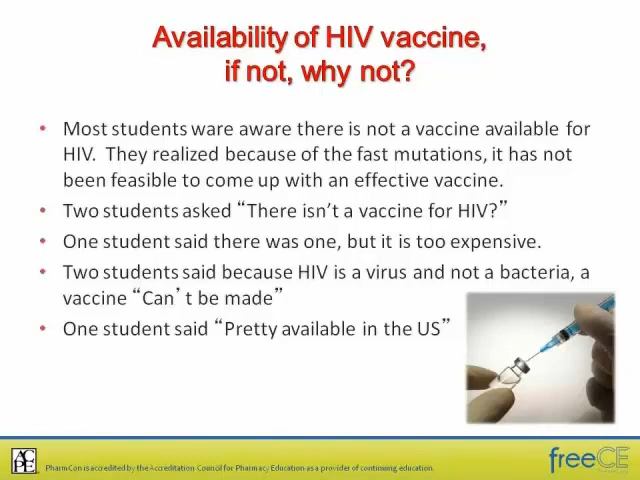 Availability of HIV vaccine,
if not, why not?
• Most students ware aware there is not a vaccine available for
HIV.  They realized because of the fast mutations, it has not
been feasible to come up with an effective vaccine.
• Two students asked “There isn’t a vaccine for HIV?”
• One student said there was one, but it is too expensive.
• Two students said because HIV is a virus and not a bacteria, a
vaccine “Can’t be made”
• One student said “Pretty available in the US”
ACPE
PharmCon is accredited by the Accreditation Council for Pharmacy Education as a provider of continuing education.
freeCE